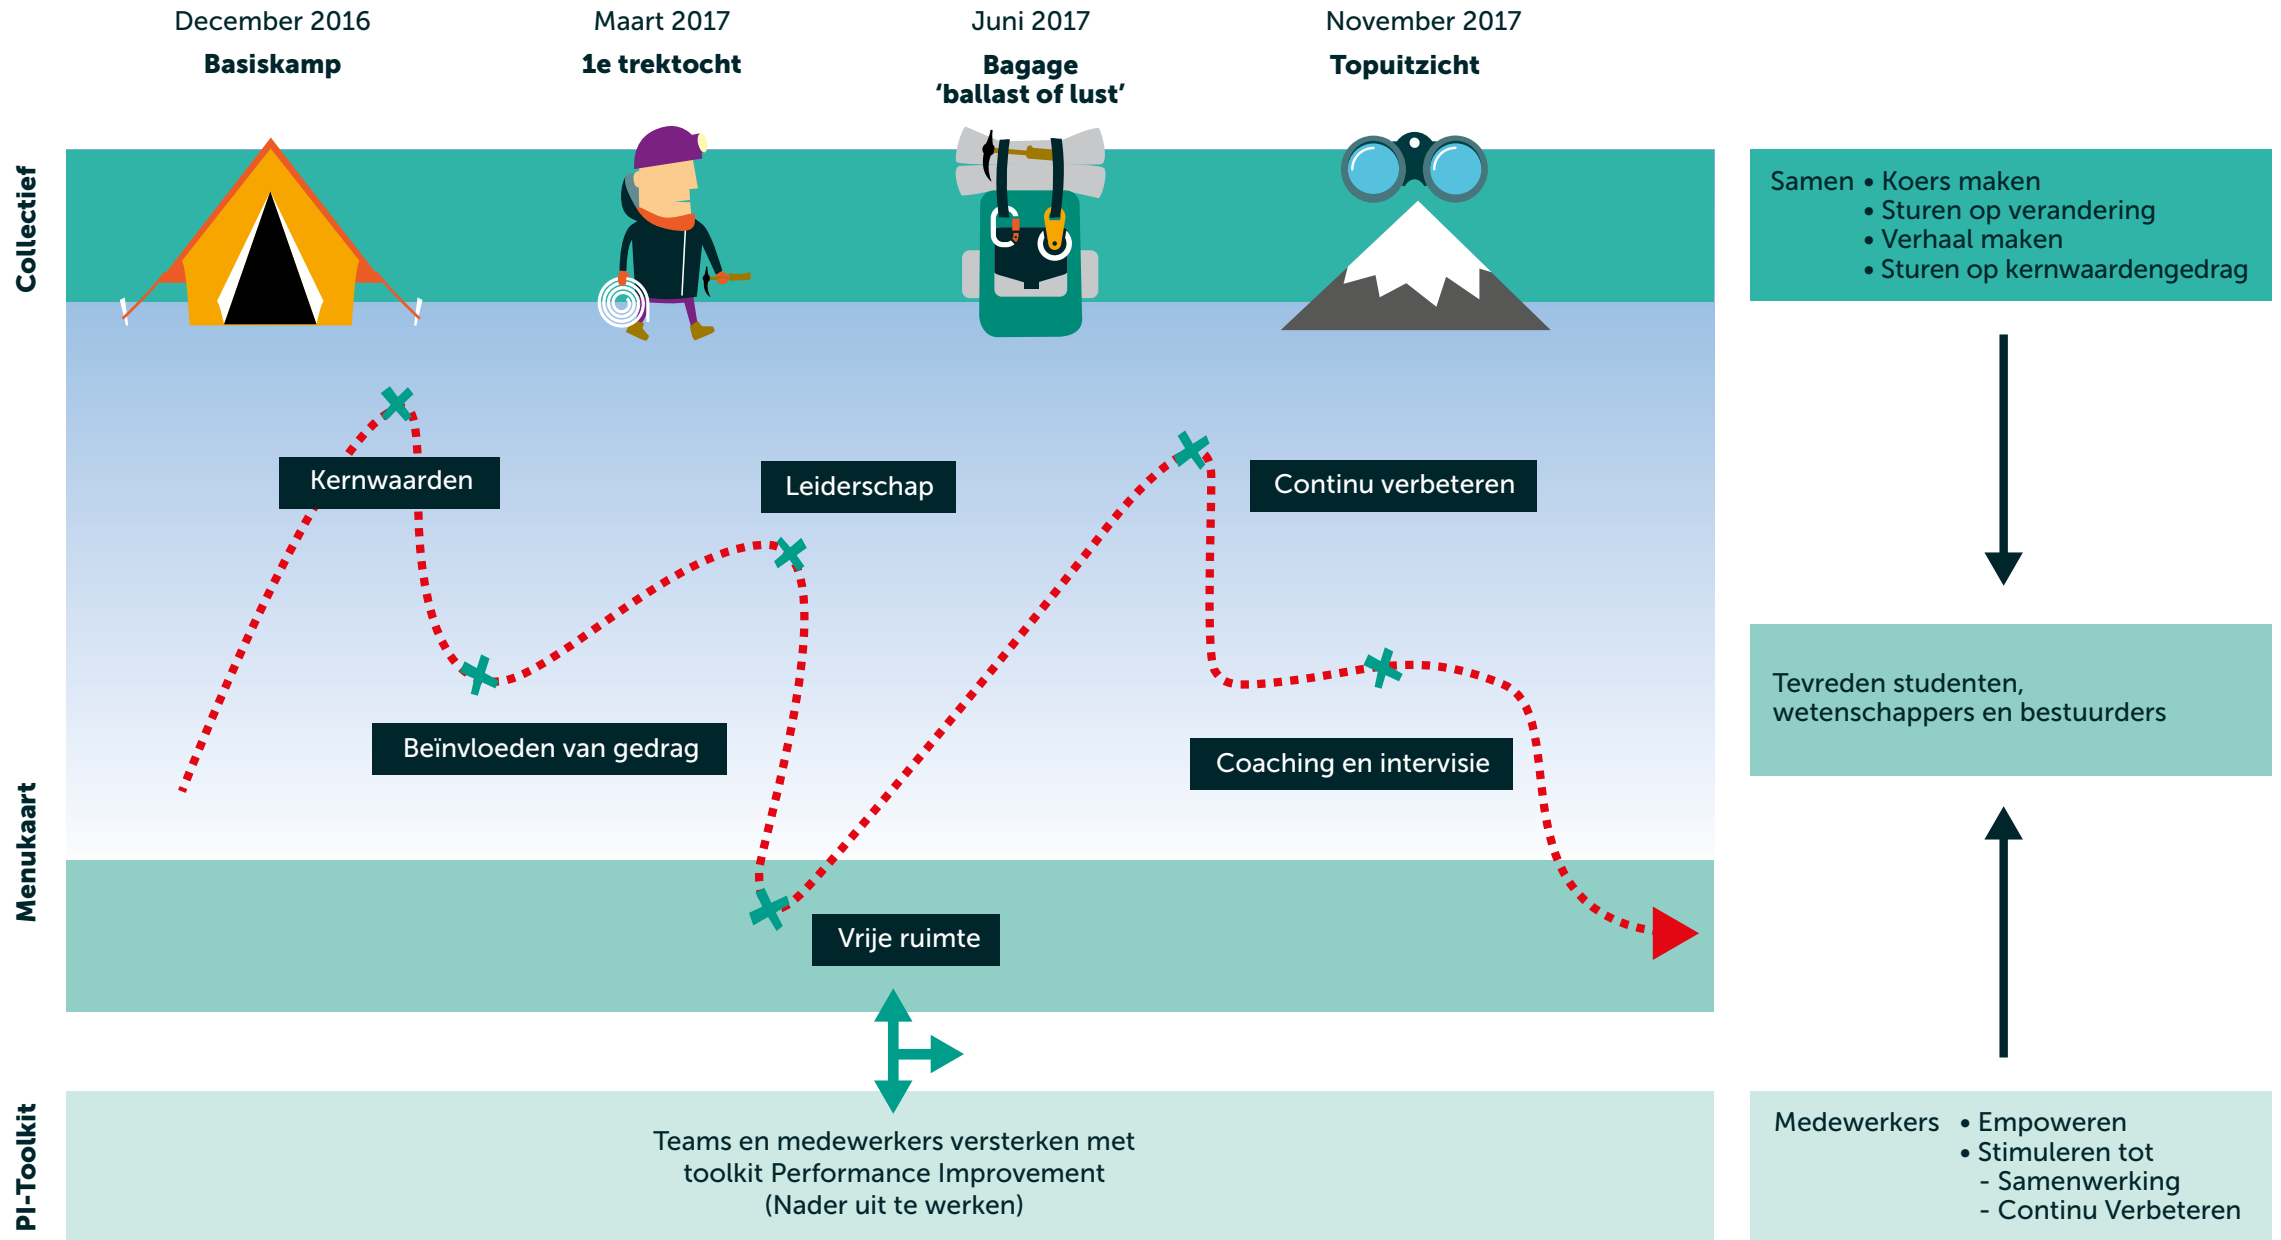 December 2016
Basiskamp
Maart 2017
1e trektocht
Juni 2017
Bagage
‘ballast of lust’
November 2017
Topuitzicht
Collectief
Samen • Koers maken
• Sturen op verandering
• Verhaal maken
• Sturen op kernwaardengedrag
Kernwaarden
Leiderschap
Continu verbeteren
Beïnvloeden van gedrag
Coaching en intervisie
Tevreden studenten,
wetenschappers en bestuurders
Menukaart
Vrije ruimte
PI-Toolkit
Teams en medewerkers versterken met
toolkit Performance Improvement
(Nader uit te werken)
Medewerkers • Empoweren
• Stimuleren tot
- Samenwerking
- Continu Verbeteren